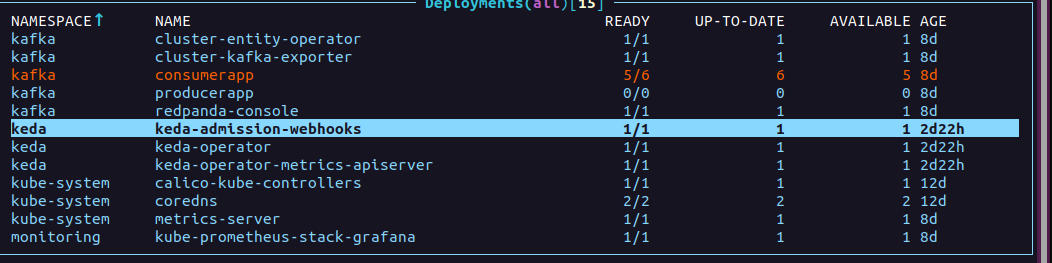 Deployments(all)[15]
NAMESPACE↑ NAME READY UP-TO-DATE AVAILABLE AGE
kafka cluster-entity-operator 1/1 1 1 8d
kafka cluster-kafka-exporter 1/1 1 1 8d
kafka consumerapp 5/6 6 5 8d
kafka producerapp 0/0 0 0 8d
kafka redpanda-console 1/1 1 1 8d
keda keda-admission-webhooks 1/1 1 1 2d22h
keda keda-operator 1/1 1 1 2d22h
keda keda-operator-metrics-apiserver 1/1 1 1 2d22h
kube-system calico-kube-controllers 1/1 1 1 12d
kube-system coredns 2/2 2 2 12d
kube-system metrics-server 1/1 1 1 8d
monitoring kube-prometheus-stack-grafana 1/1 1 1 8d